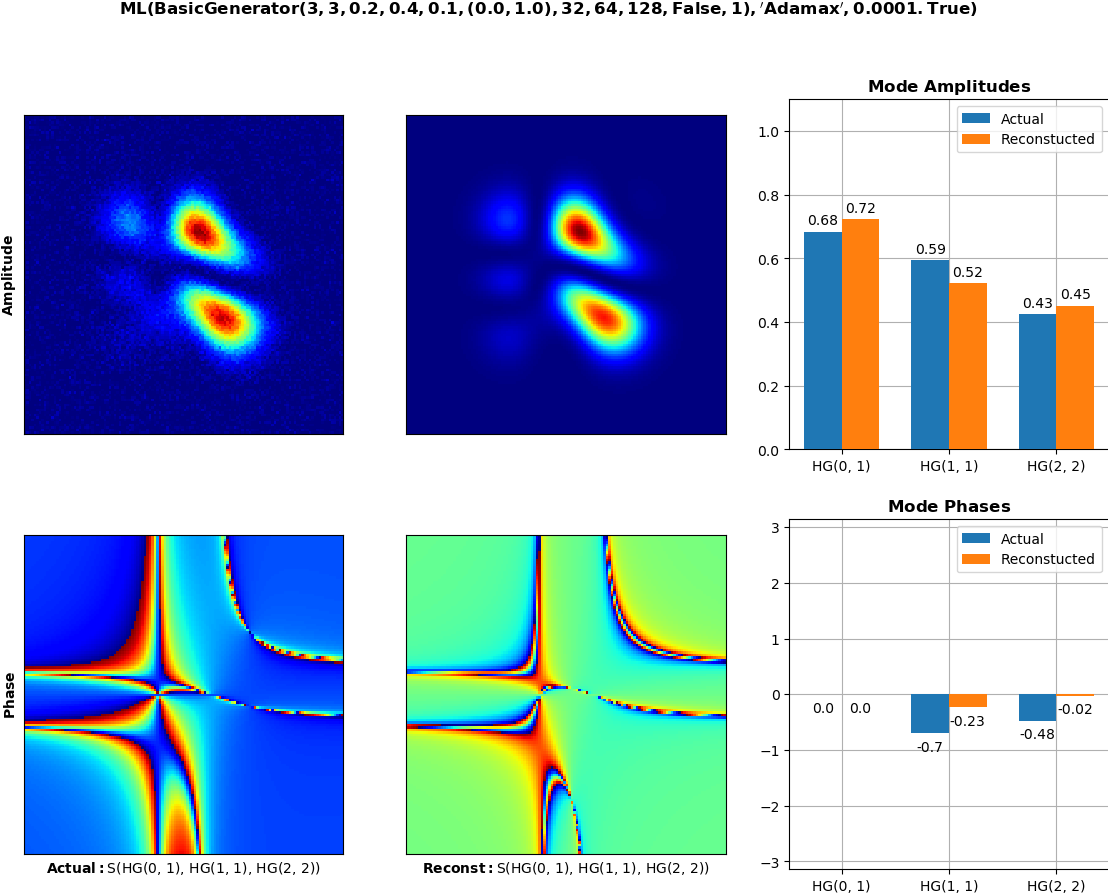 ML(BasicGenerator(3, 3, 0.2, 0.4, 0.1, (0.0, 1.0), 32, 64, 128, False, 1), 'Adamax', 0.0001. True)
Mode Amplitudes
Actual
Reconstucted
1.0
0.8
0.6
0.4
0.2
0.0
0.68
0.72
0.59
0.52
0.43
0.45
HG(0, 1)
HG(1, 1)
HG(2, 2)
Amplitude
Mode Phases
Actual
Reconstucted
3
2
1
0
−1
−2
−3
0.0
0.0
-0.7
-0.23
-0.48
-0.02
HG(0, 1)
HG(1, 1)
HG(2, 2)
Phase
Actual: S(HG(0, 1), HG(1, 1), HG(2, 2))
Reconst: S(HG(0, 1), HG(1, 1), HG(2, 2))